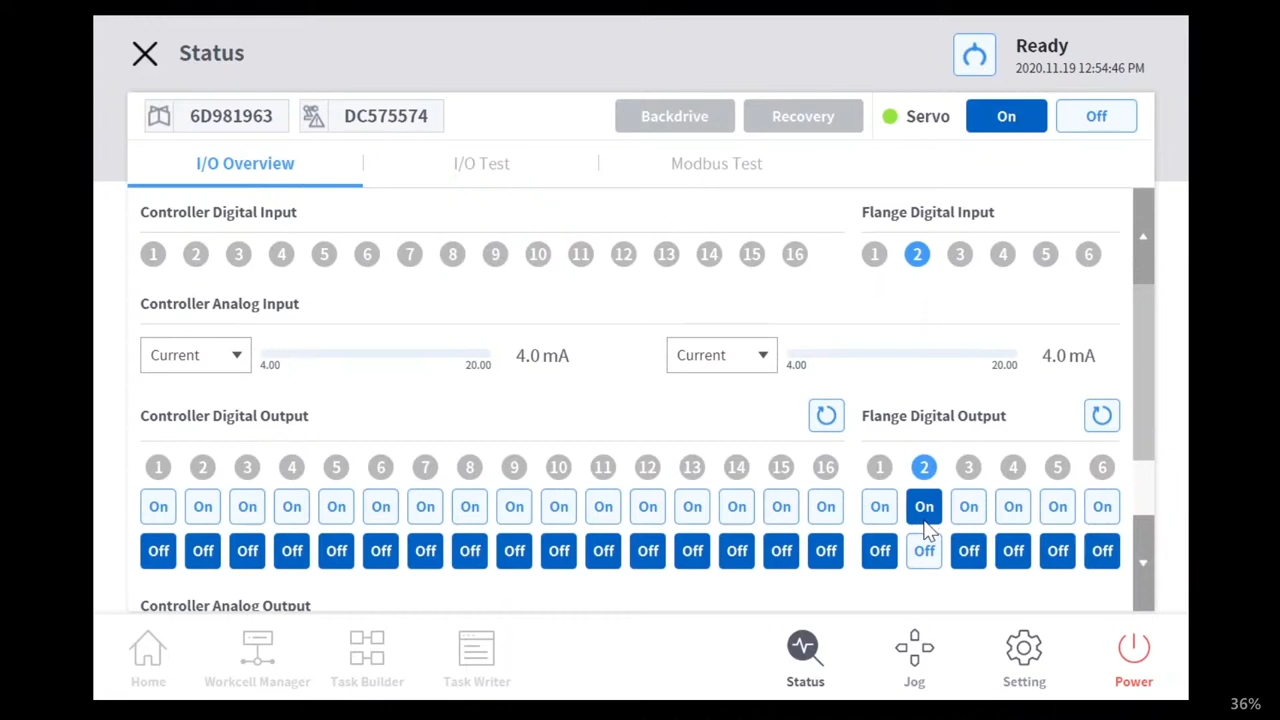 Status
Ready
2020.11.19 12:54:46 PM
6D981963 DC575574 Backdrive Recovery Servo On Off
I/O Overview I/O Test Modbus Test
Controller Digital Input Flange Digital Input
1 2 3 4 5 6 7 8 9 10 11 12 13 14 15 16 1 2 3 4 5 6
Controller Analog Input
Current 4.00 20.00 4.0 mA Current 4.00 20.00 4.0 mA
Controller Digital Output Flange Digital Output
1 2 3 4 5 6 7 8 9 10 11 12 13 14 15 16 1 2 3 4 5 6
On On On On On On On On On On On On On On On On On On On On On On
Off Off Off Off Off Off Off Off Off Off Off Off Off Off Off Off Off Off Off Off Off Off
Controller Analog Output
Home Workcell Manager Task Builder Task Writer Status Jog Setting Power
36%